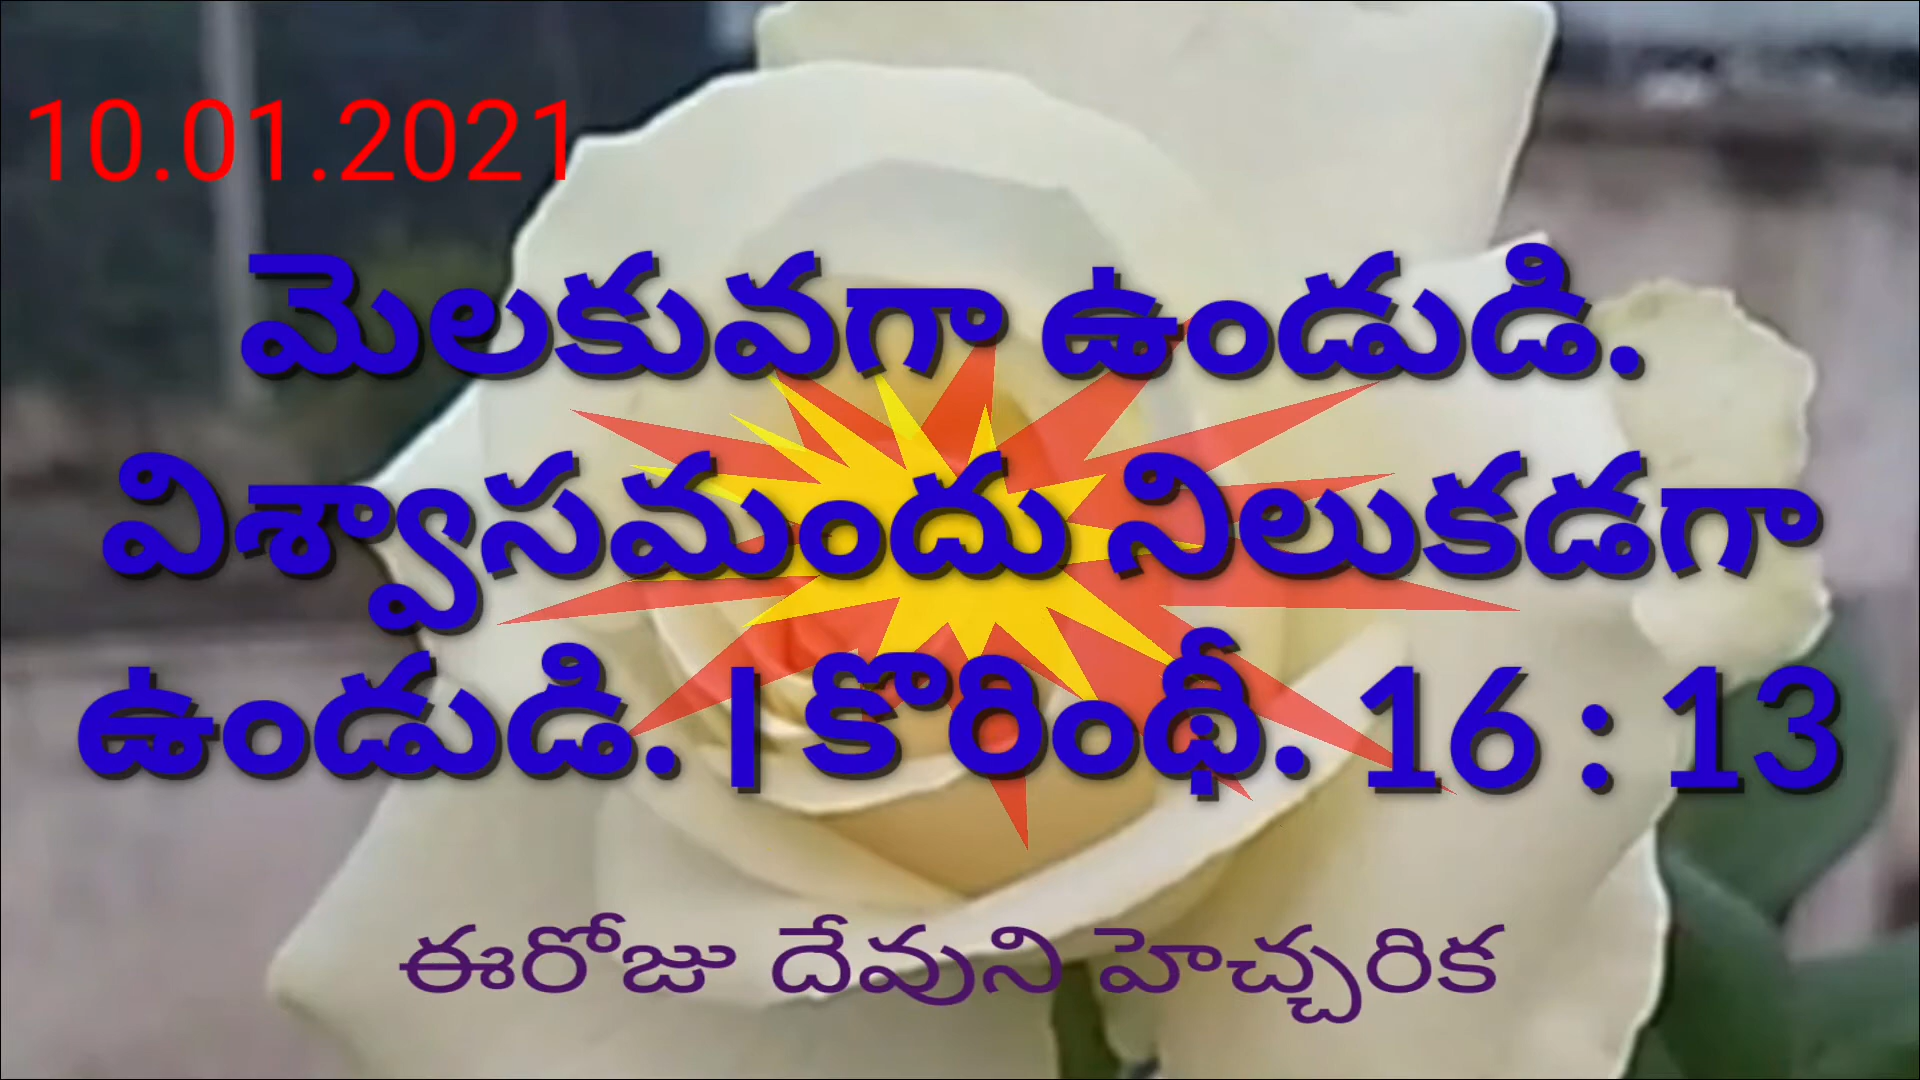 10.01.2021
మెలకువగా ఉండుడి.
విశ్వాసమందు నిలుకడగా
ఉండుడి. I కొరింథీ. 16 : 13
ఈరోజు దేవుని హెచ్చరిక